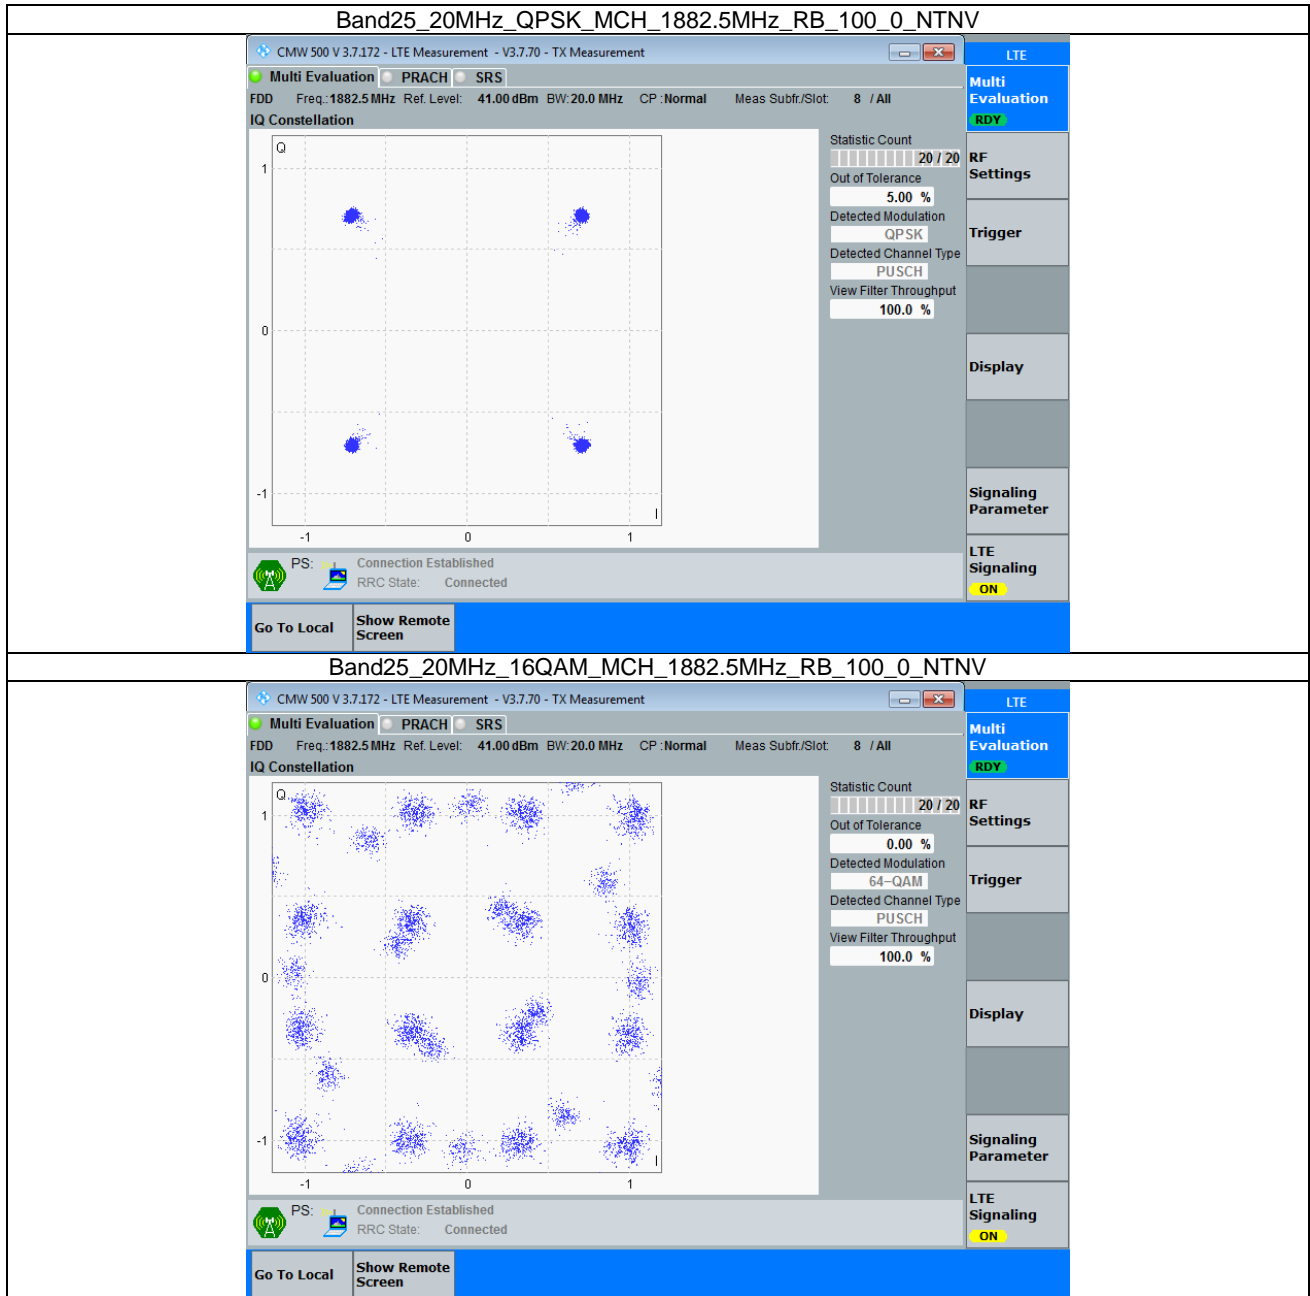 Band25_20MHz_QPSK_MCH_1882.5MHz_RB_100_0_NTNV
CMW 500 V 3.7.172 - LTE Measurement - V3.7.70 - TX Measurement
LTE
Multi Evaluation PRACH SRS
Multi
Evaluation
RDY
FDD Freq.:1882.5 MHz Ref. Level: 41.00 dBm BW: 20.0 MHz CP : Normal Meas Subfr./Slot: 8 / All
IQ Constellation
Q
1
0
-1
-1 0 1
I
Statistic Count
20 / 20
Out of Tolerance
5.00 %
Detected Modulation
QPSK
Detected Channel Type
PUSCH
View Filter Throughput
100.0 %
RF
Settings
Trigger
Display
Signaling
Parameter
LTE
Signaling
ON
PS: Connection Established
RRC State: Connected
Go To Local
Show Remote
Screen
Band25_20MHz_16QAM_MCH_1882.5MHz_RB_100_0_NTNV
CMW 500 V 3.7.172 - LTE Measurement - V3.7.70 - TX Measurement
LTE
Multi Evaluation PRACH SRS
Multi
Evaluation
RDY
FDD Freq.:1882.5 MHz Ref. Level: 41.00 dBm BW: 20.0 MHz CP : Normal Meas Subfr./Slot: 8 / All
IQ Constellation
Q
1
0
-1
-1 0 1
I
Statistic Count
20 / 20
Out of Tolerance
0.00 %
Detected Modulation
64-QAM
Detected Channel Type
PUSCH
View Filter Throughput
100.0 %
RF
Settings
Trigger
Display
Signaling
Parameter
LTE
Signaling
ON
PS: Connection Established
RRC State: Connected
Go To Local
Show Remote
Screen